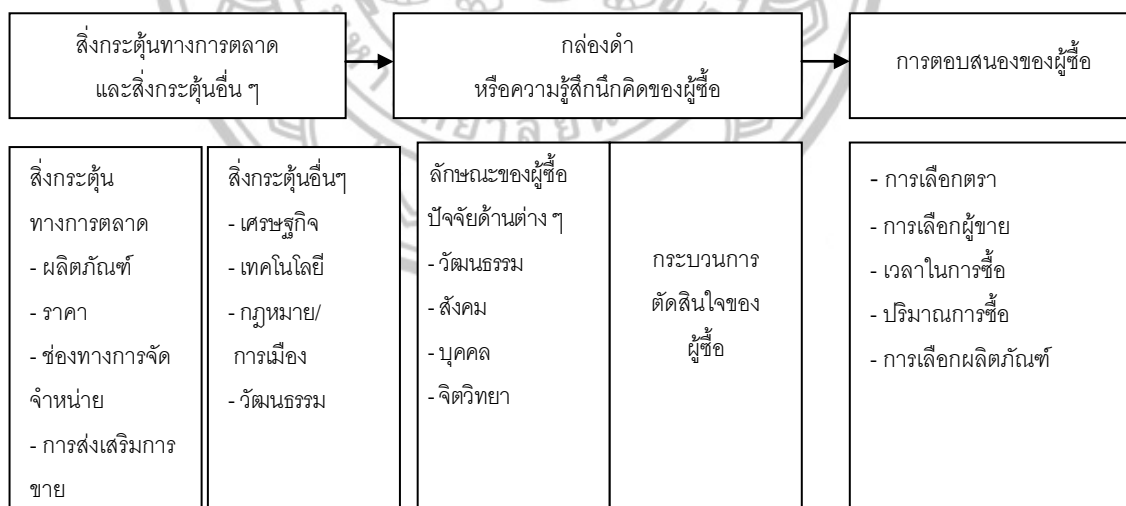 สิ่งกระตุ้นทางการตลาด
และสิ่งกระตุ้นอื่น ๆ
กล่องดำ
หรือความรู้สึกนึกคิดของผู้ซื้อ
การตอบสนองของผู้ซื้อ
สิ่งกระตุ้น
ทางการตลาด
- ผลิตภัณฑ์
- ราคา
- ช่องทางการจัด
จำหน่าย
- การส่งเสริมการ
ขาย
สิ่งกระตุ้นอื่นๆ
- เศรษฐกิจ
- เทคโนโลยี
- กฎหมาย/
การเมือง
- วัฒนธรรม
ลักษณะของผู้ซื้อ
ปัจจัยด้านต่าง ๆ
- วัฒนธรรม
- สังคม
- บุคคล
- จิตวิทยา
กระบวนการ
ตัดสินใจของ
ผู้ซื้อ
- การเลือกตรา
- การเลือกผู้ขาย
- เวลาในการซื้อ
- ปริมาณการซื้อ
- การเลือกผลิตภัณฑ์